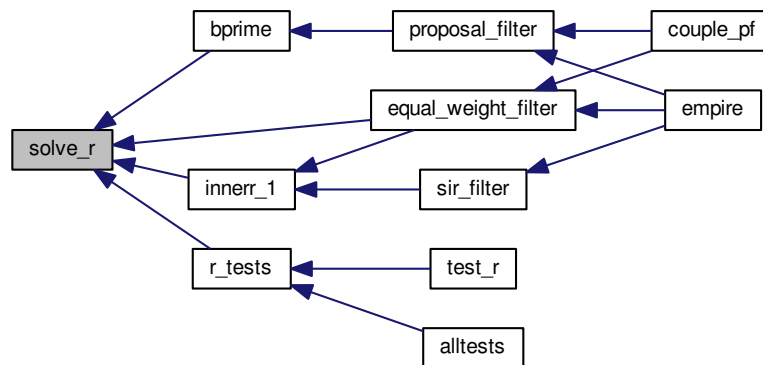 solve_r
bprime
proposal_filter
couple_pf
equal_weight_filter
empire
innerr_1
sir_filter
r_tests
test_r
alltests